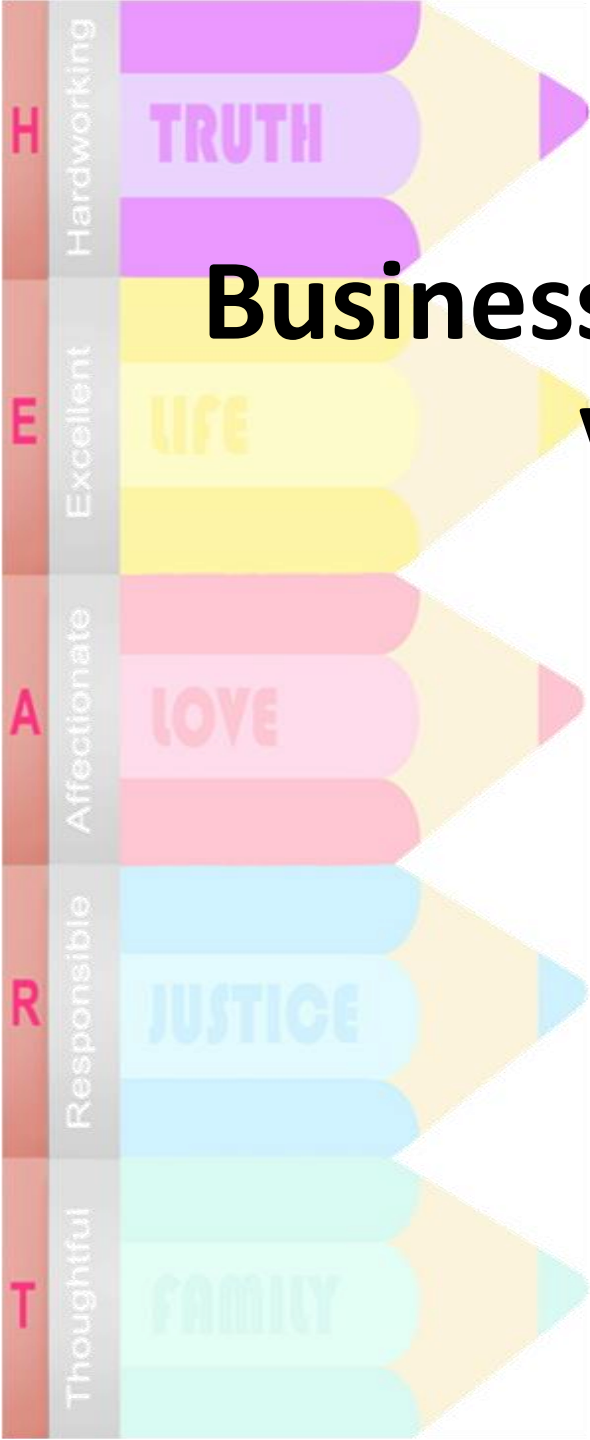 H
Hardworking
TRUTH
Business
E
Excellent
LIFE
A
Affectionate
LOVE
R
Responsible
JUSTICE
T
Thoughtful
FAMILY